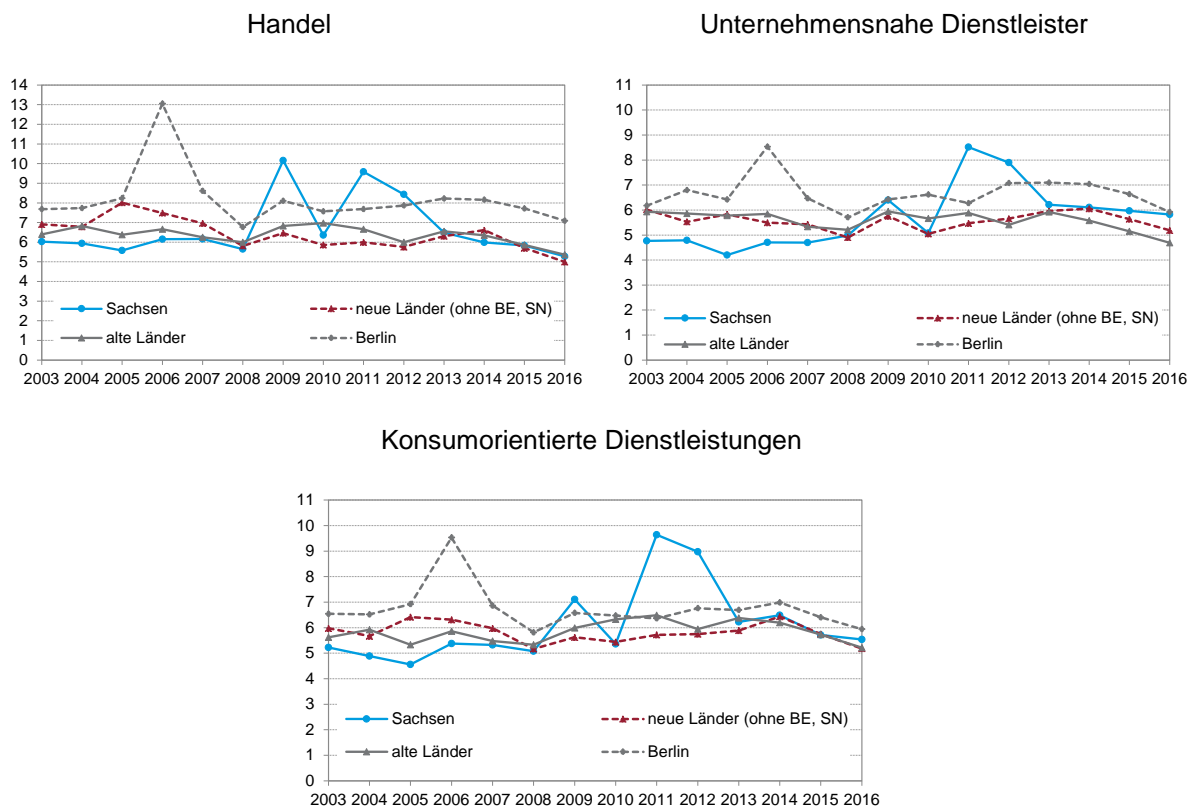 Handel
14
13
12
11
10
9
8
7
6
5
4
3
2
1
0
Sachsen
neue Länder (ohne BE, SN)
alte Länder
Berlin
2003 2004 2005 2006 2007 2008 2009 2010 2011 2012 2013 2014 2015 2016
Unternehmensnahe Dienstleister
11
10
9
8
7
6
5
4
3
2
1
0
Sachsen
neue Länder (ohne BE, SN)
alte Länder
Berlin
2003 2004 2005 2006 2007 2008 2009 2010 2011 2012 2013 2014 2015 2016
Konsumorientierte Dienstleistungen
11
10
9
8
7
6
5
4
3
2
1
0
Sachsen
neue Länder (ohne BE, SN)
alte Länder
Berlin
2003 2004 2005 2006 2007 2008 2009 2010 2011 2012 2013 2014 2015 2016